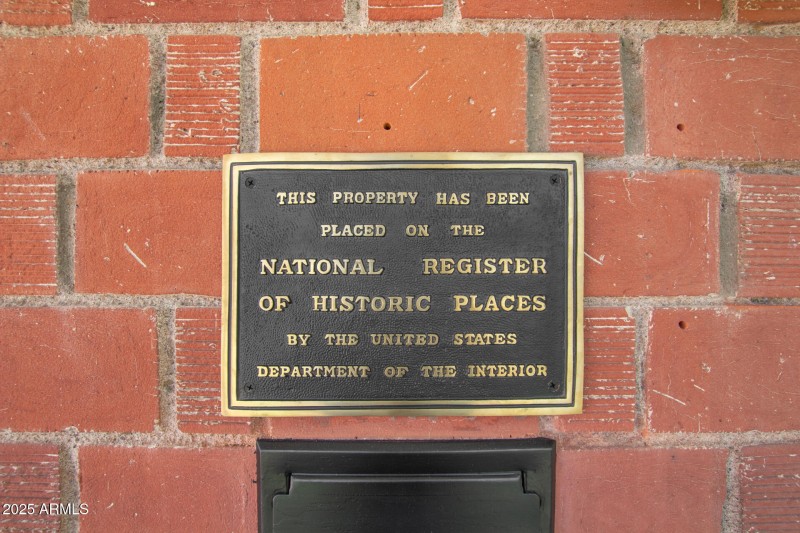 THIS PROPERTY HAS BEEN
PLACED ON THE
NATIONAL REGISTER
OF HISTORIC PLACES
BY THE UNITED STATES
DEPARTMENT OF THE INTERIOR
2025 ARMLS